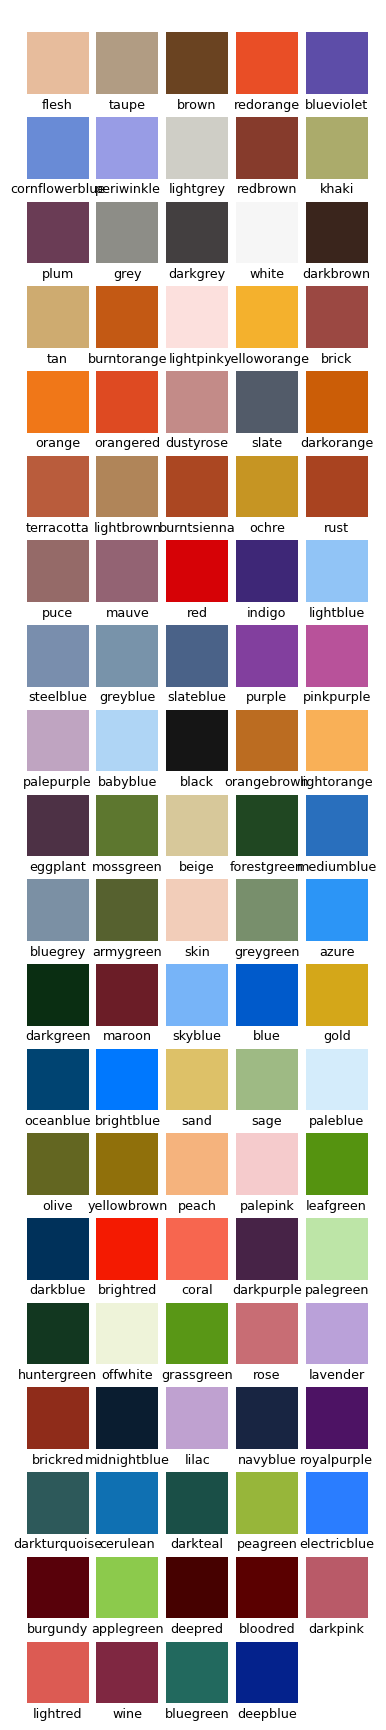 flesh taupe brown redorange blueviolet
cornflowerblue periwinkle lightgrey redbrown khaki
plum grey darkgrey white darkbrown
tan burntorange lightpink yelloworange brick
orange orangered dustyrose slate darkorange
terracotta lightbrown burntsienna ochre rust
puce mauve red indigo lightblue
steelblue greyblue slateblue purple pinkpurple
palepurple babyblue black orangebrown lightorange
eggplant mossgreen beige forestgreen mediumblue
bluegrey armygreen skin greygreen azure
darkgreen maroon skyblue blue gold
oceanblue brightblue sand sage paleblue
olive yellowbrown peach palepink leafgreen
darkblue brightred coral darkpurple palegreen
huntergreen offwhite grassgreen rose lavender
brickred midnightblue lilac navyblue royalpurple
darkturquoise cerulean darkteal peagreen electricblue
burgundy applegreen deepred bloodred darkpink
lightred wine bluegreen deepblue